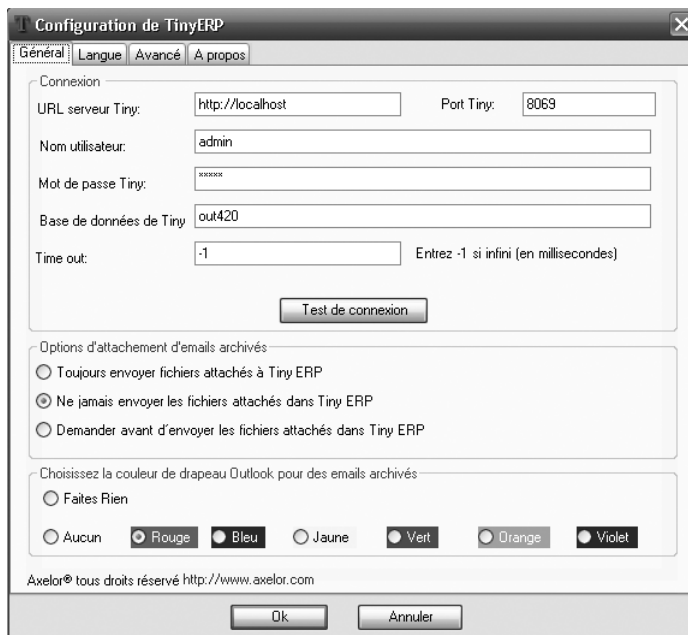 Configuration de TinyERP
Général Langue Avancé A propos
Connexion
URL serveur Tiny: http://localhost Port Tiny: 8069
Nom utilisateur: admin
Mot de passe Tiny: xxxxx
Base de données de Tiny out420
Time out: -1 Entrez -1 si infini (en millisecondes)
Test de connexion
Options d'attachement d'emails archivés
Toujours envoyer fichiers attachés à Tiny ERP
Ne jamais envoyer les fichiers attachés dans Tiny ERP
Demander avant d'envoyer les fichiers attachés dans Tiny ERP
Choisissez la couleur de drapeau Outlook pour des emails archivés
Faites Rien
Aucun Rouge Bleu Jaune Vert Orange Violet
Axelor® tous droits réservé http://www.axelor.com
Ok Annuler